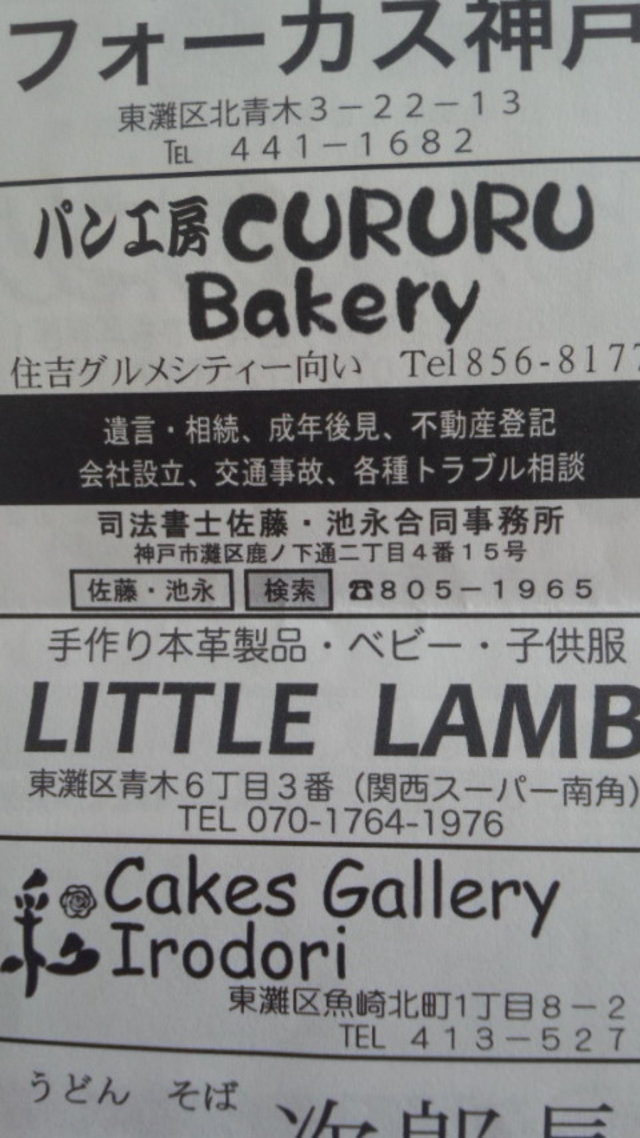 フォーカス神戸
東灘区北青木3－22－13
TEL 441－1682
パン工房 CURURU
Bakery
住吉グルメシティー向い Tel856-8177
遺言・相続、成年後見、不動産登記
会社設立、交通事故、各種トラブル相談
司法書士佐藤・池永合同事務所
神戸市灘区鹿ノ下通二丁目4番15号
佐藤・池永 検索 ☎805－1965
手作り本革製品・ベビー・子供服
LITTLE LAMB
東灘区青木6丁目3番（関西スーパー南角）
TEL 070-1764-1976
彩 Cakes Gallery
Irodori
東灘区魚崎北町1丁目8－2
TEL 413－527
うどん そば
次郎長